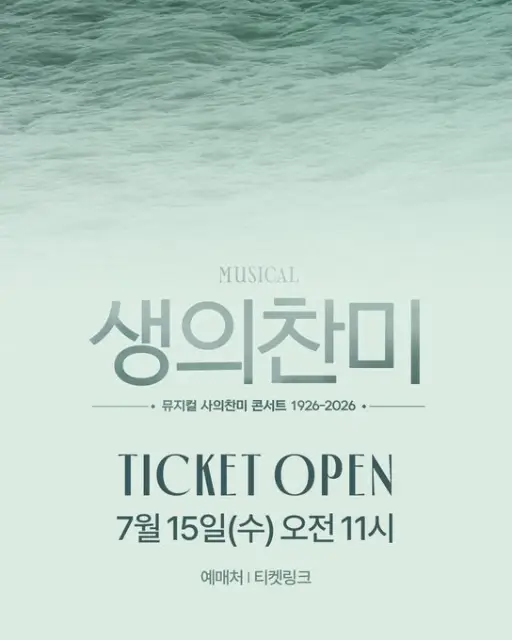 MUSICAL
생의찬미
뮤지컬 사의찬미 콘서트 1926-2026
TICKET OPEN
7월 15일(수) 오전 11시
예매처 | 티켓링크